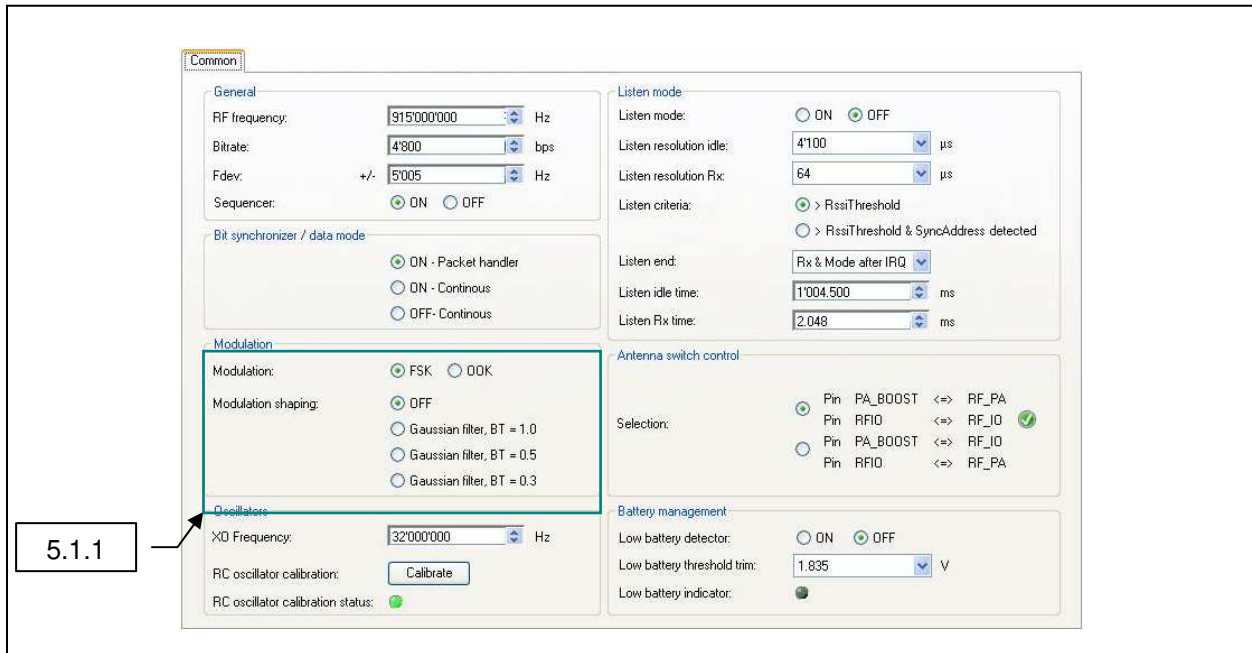 Common
General
RF frequency: 915'000'000 Hz
Bitrate: 4'800 bps
Fdev: +/- 5'005 Hz
Sequencer: ON OFF
Bit synchronizer / data mode
ON - Packet handler
ON - Continous
OFF- Continous
Modulation
Modulation: FSK OOK
Modulation shaping: OFF
Gaussian filter, BT = 1.0
Gaussian filter, BT = 0.5
Gaussian filter, BT = 0.3
Oscillators
XO Frequency: 32'000'000 Hz
RC oscillator calibration: Calibrate
RC oscillator calibration status:
5.1.1
Listen mode
Listen mode: ON OFF
Listen resolution idle: 4'100 µs
Listen resolution Rx: 64 µs
Listen criteria: > RssiThreshold
> RssiThreshold & SyncAddress detected
Listen end: Rx & Mode after IRQ
Listen idle time: 1'004.500 ms
Listen Rx time: 2.048 ms
Antenna switch control
Selection:
Pin PA_BOOST <=> RF_PA
Pin RFIO <=> RF_IO
Pin PA_BOOST <=> RF_IO
Pin RFIO <=> RF_PA
Battery management
Low battery detector: ON OFF
Low battery threshold trim: 1.835 V
Low battery indicator: